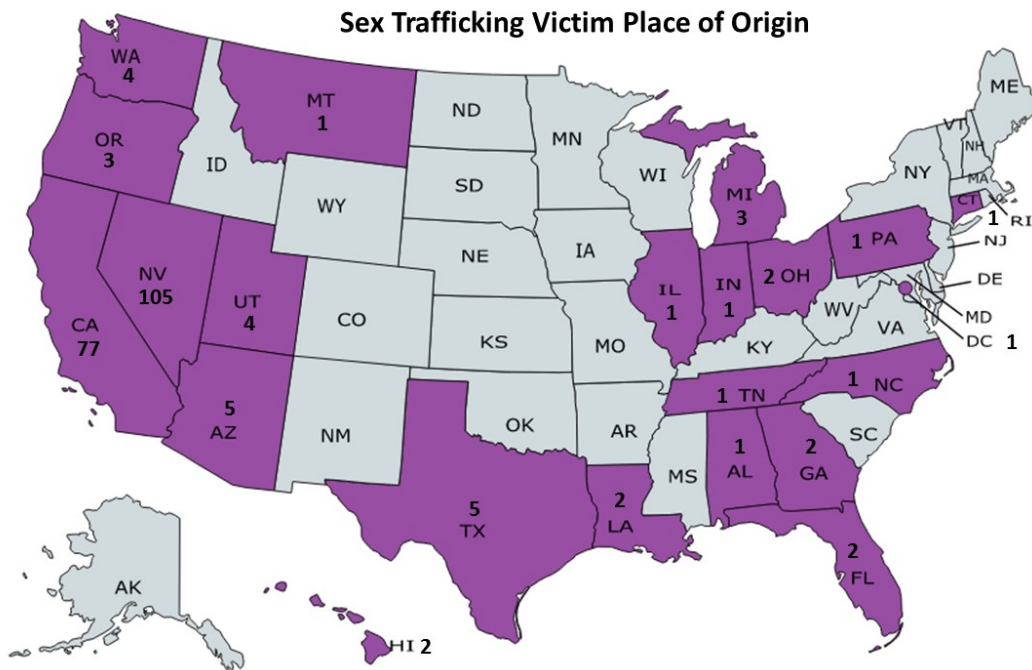 Sex Trafficking Victim Place of Origin
WA
4
MT
1
ND
MN
ME
VT
NH
OR
3
ID
SD
WI
MI
3
NY
MA
CT
1 RI
WY
NE
IA
1 PA
NJ
NV
105
UT
4
CO
IL
1
IN
1
2 OH
DE
WV
MD
DC 1
CA
77
KS
MO
KY
VA
5
AZ
NM
OK
AR
1 TN
1 NC
SC
MS
1
AL
2
GA
5
TX
2
LA
2
FL
AK
HI 2